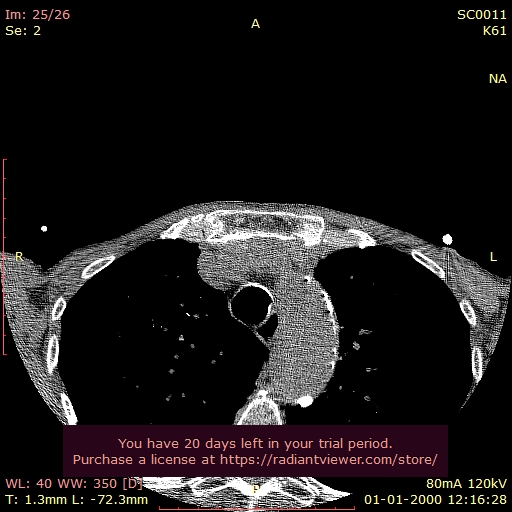 Im: 25/26
Se: 2
A
SC0011
K61
NA
R
L
You have 20 days left in your trial period.
Purchase a license at https://radiantviewer.com/store/
WL: 40 WW: 350 [D]
T: 1.3mm L: -72.3mm
80mA 120kV
01-01-2000 12:16:28